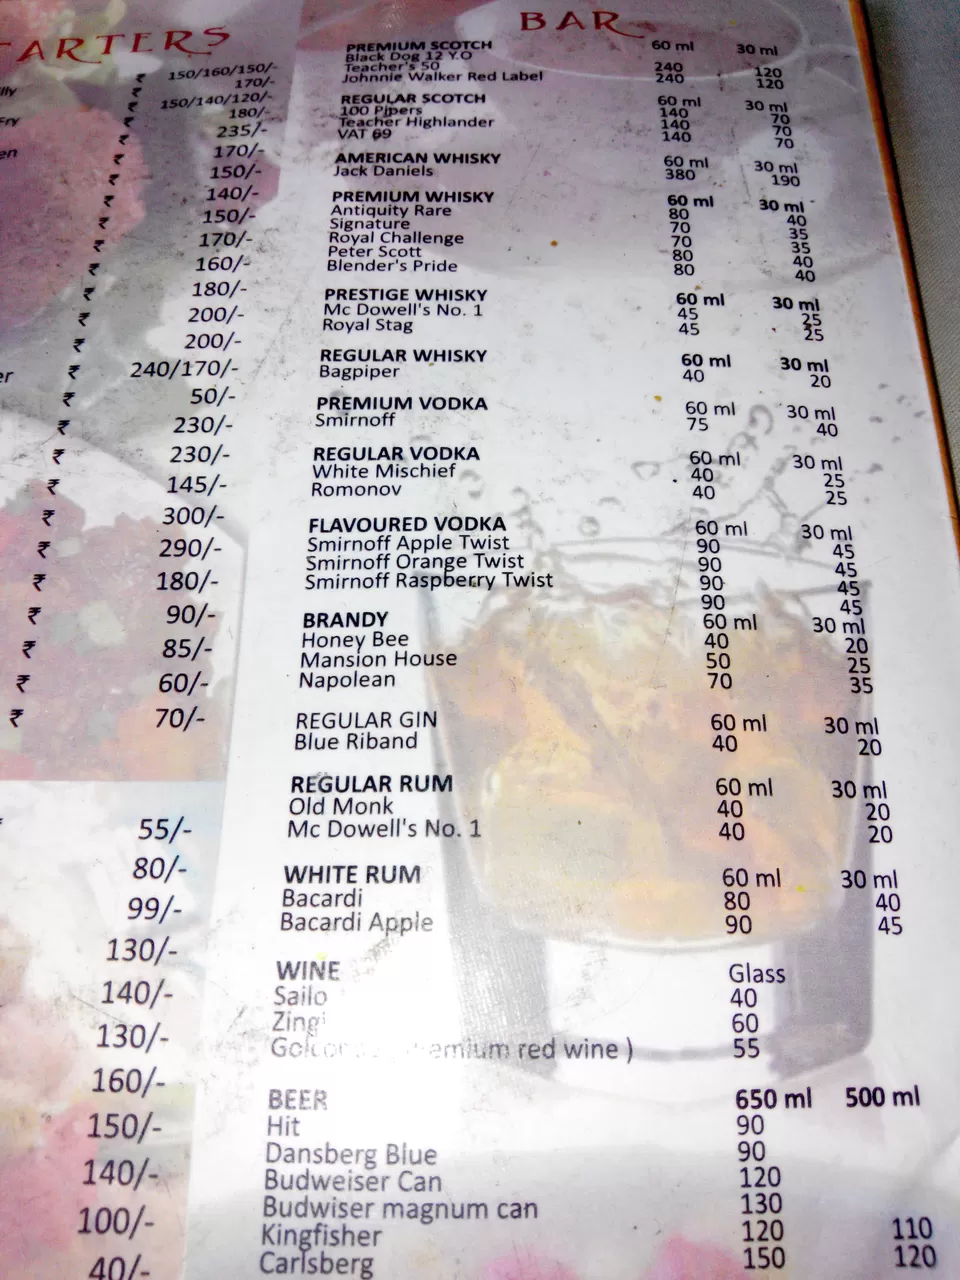 TARTERS
₹ 150/160/150/-
₹ 170/-
₹ 150/140/120/-
₹ 180/-
₹ 235/-
₹ 170/-
₹ 150/-
₹ 140/-
₹ 150/-
₹ 170/-
₹ 160/-
₹ 180/-
₹ 200/-
₹ 200/-
₹ 240/170/-
₹ 50/-
₹ 230/-
₹ 230/-
₹ 145/-
₹ 300/-
₹ 290/-
₹ 180/-
₹ 90/-
₹ 85/-
₹ 60/-
₹ 70/-
55/-
80/-
99/-
130/-
140/-
130/-
160/-
150/-
140/-
100/-
40/-
BAR
PREMIUM SCOTCH 60 ml 30 ml
Black Dog 12 Y.O
Teacher's 50 240 120
Johnnie Walker Red Label 240 120
REGULAR SCOTCH 60 ml 30 ml
100 Pipers 140 70
Teacher Highlander 140 70
VAT 69 140 70
AMERICAN WHISKY 60 ml 30 ml
Jack Daniels 380 190
PREMIUM WHISKY 60 ml 30 ml
Antiquity Rare 80 40
Signature 70 35
Royal Challenge 70 35
Peter Scott 80 40
Blender's Pride 80 40
PRESTIGE WHISKY 60 ml 30 ml
Mc Dowell's No. 1 45 25
Royal Stag 45 25
REGULAR WHISKY 60 ml 30 ml
Bagpiper 40 20
PREMIUM VODKA 60 ml 30 ml
Smirnoff 75 40
REGULAR VODKA 60 ml 30 ml
White Mischief 40 25
Romonov 40 25
FLAVOURED VODKA 60 ml 30 ml
Smirnoff Apple Twist 90 45
Smirnoff Orange Twist 90 45
Smirnoff Raspberry Twist 90 45
90 45
BRANDY 60 ml 30 ml
Honey Bee 40 20
Mansion House 50 25
Napolean 70 35
REGULAR GIN 60 ml 30 ml
Blue Riband 40 20
REGULAR RUM 60 ml 30 ml
Old Monk 40 20
Mc Dowell's No. 1 40 20
WHITE RUM 60 ml 30 ml
Bacardi 80 40
Bacardi Apple 90 45
WINE Glass
Sailo 40
Zingi 60
red wine ) 55
BEER 650 ml 500 ml
Hit 90
Dansberg Blue 90
Budweiser Can 120
Budwiser magnum can 130
Kingfisher 120 110
Carlsberg 150 120